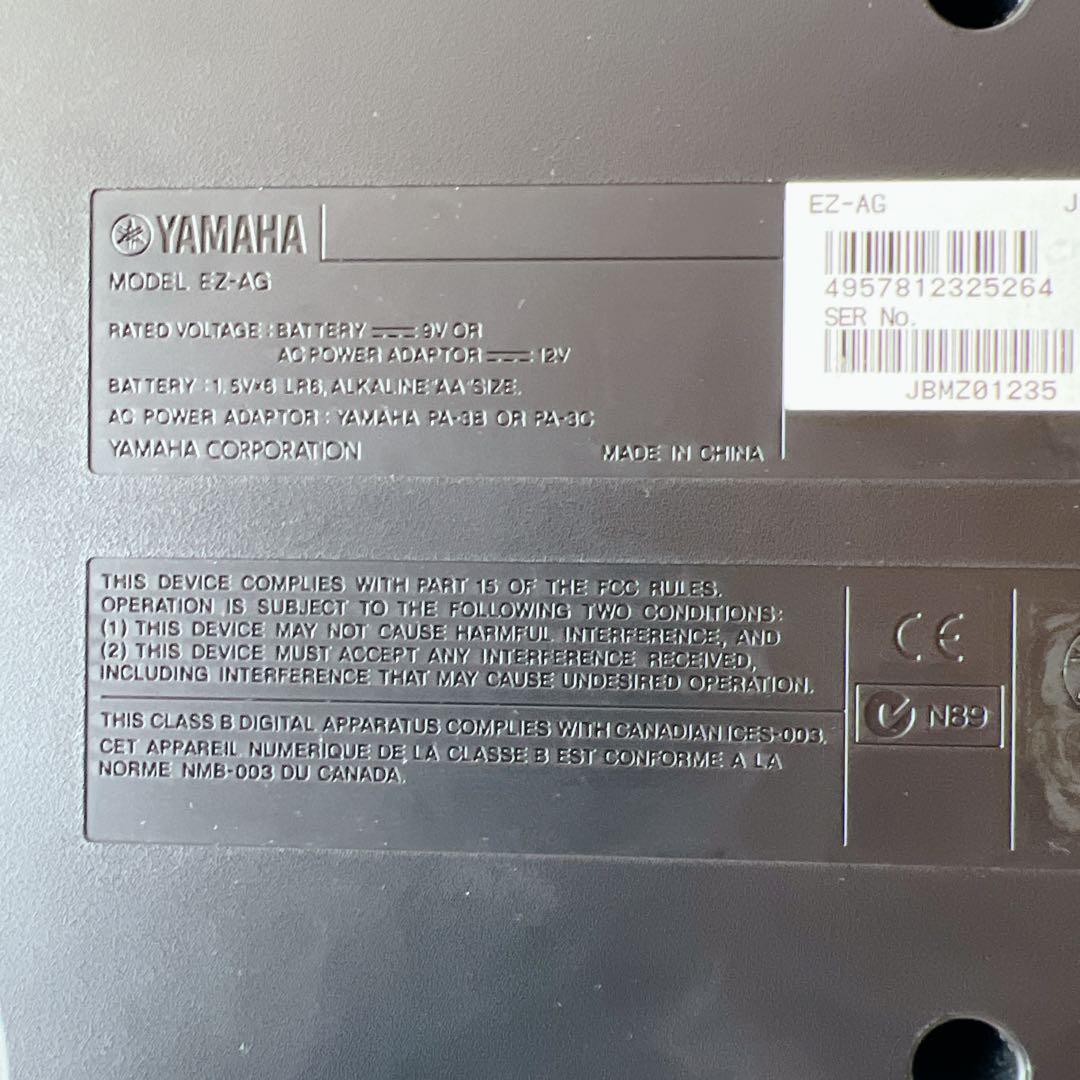 YAMAHA
MODEL EZ-AG
RATED VOLTAGE : BATTERY ⎓ 9V OR
AC POWER ADAPTOR ⎓ 12V
BATTERY : 1.5V×6 LR6, ALKALINE "AA" SIZE.
AC POWER ADAPTOR : YAMAHA PA-3B OR PA-3C
YAMAHA CORPORATION MADE IN CHINA
EZ-AG J
4957812325264
SER No.
JBMZ01235
THIS DEVICE COMPLIES WITH PART 15 OF THE FCC RULES.
OPERATION IS SUBJECT TO THE FOLLOWING TWO CONDITIONS:
(1) THIS DEVICE MAY NOT CAUSE HARMFUL INTERFERENCE, AND
(2) THIS DEVICE MUST ACCEPT ANY INTERFERENCE RECEIVED,
INCLUDING INTERFERENCE THAT MAY CAUSE UNDESIRED OPERATION.
THIS CLASS B DIGITAL APPARATUS COMPLIES WITH CANADIAN ICES-003.
CET APPAREIL NUMERIQUE DE LA CLASSE B EST CONFORME A LA
NORME NMB-003 DU CANADA.
CE
N89